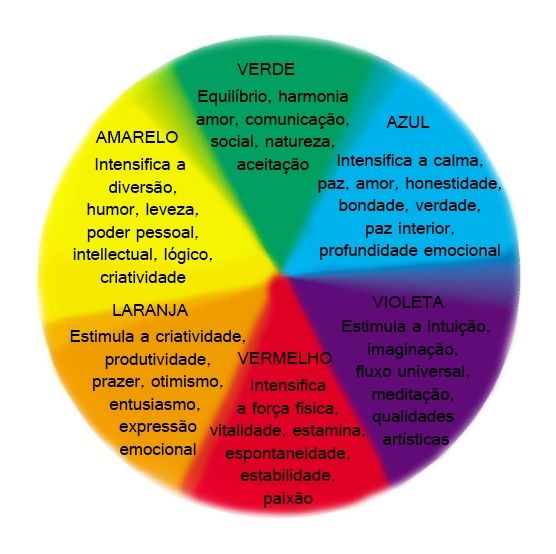 VERDE
Equilíbrio, harmonia
amor, comunicação,
social, natureza,
aceitação
AZUL
Intensifica a calma,
paz, amor, honestidade,
bondade, verdade,
paz interior,
profundidade emocional
VIOLETA
Estimula a intuição,
imaginação,
fluxo universal,
meditação,
qualidades
artísticas
VERMELHO
Intensifica
a força física,
vitalidade, estamina,
espontaneidade,
estabilidade,
paixão
LARANJA
Estimula a criatividade,
produtividade,
prazer, otimismo,
entusiasmo,
expressão
emocional
AMARELO
Intensifica a
diversão,
humor, leveza,
poder pessoal,
intellectual, lógico,
criatividade